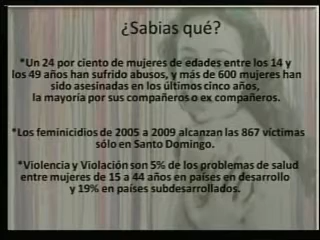 ¿Sabias qué?
*Un 24 por ciento de mujeres de edades entre los 14 y
los 49 años han sufrido abusos, y más de 600 mujeres han
sido asesinadas en los últimos cinco años,
la mayoría por sus compañeros o ex compañeros.
*Los feminicidios de 2005 a 2009 alcanzan las 867 víctimas
sólo en Santo Domingo.
*Violencia y Violación son 5% de los problemas de salud
entre mujeres de 15 a 44 años en países en desarrollo
y 19% en países subdesarrollados.